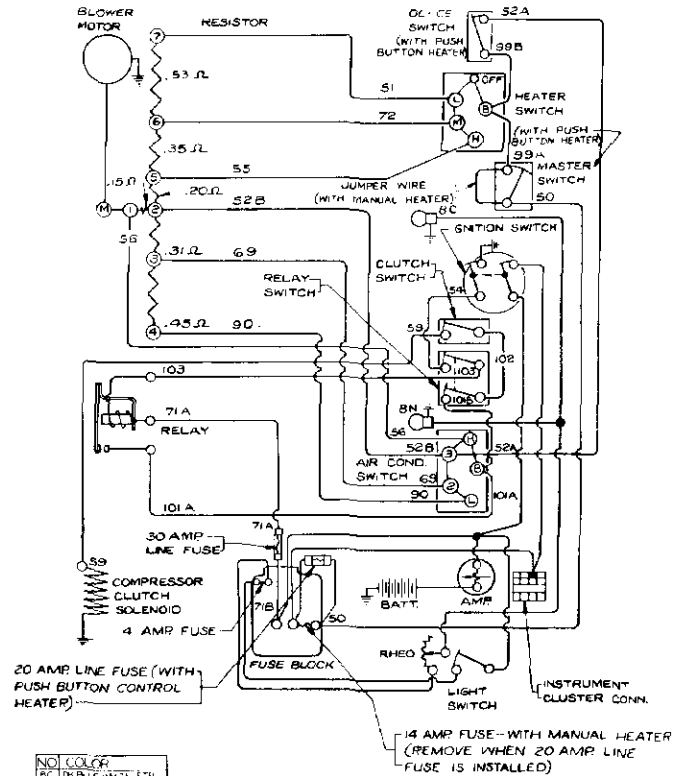 BLOWER
MOTOR
RESISTOR
7
.53 Ω
6
.35 Ω
5
.15 Ω
.20 Ω
M
1
2
56
.31 Ω
3
.45 Ω
4
51
72
55
52B
69
90
SWITCH
(WITH PUSH
BUTTON HEATER)
52A
99B
OFF
L
B
M
H
HEATER
SWITCH
(WITH PUSH
BUTTON HEATER)
99A
MASTER
SWITCH
50
JUMPER WIRE
(WITH MANUAL HEATER)
8C
IGNITION SWITCH
CLUTCH
SWITCH
RELAY
SWITCH
54
59
102
103
101B
103
71A
RELAY
101A
8N
56
52B
H
3
52A
B
AIR COND.
SWITCH
69
2
101A
90
L
71A
30 AMP
LINE FUSE
59
COMPRESSOR
CLUTCH
SOLENOID
71B
50
4 AMP FUSE
FUSE BLOCK
BATT.
AMP
RHEO
LIGHT
SWITCH
INSTRUMENT
CLUSTER CONN.
20 AMP. LINE FUSE (WITH
PUSH BUTTON CONTROL
HEATER)
14 AMP FUSE--WITH MANUAL HEATER
(REMOVE WHEN 20 AMP. LINE
FUSE IS INSTALLED)
NO COLOR